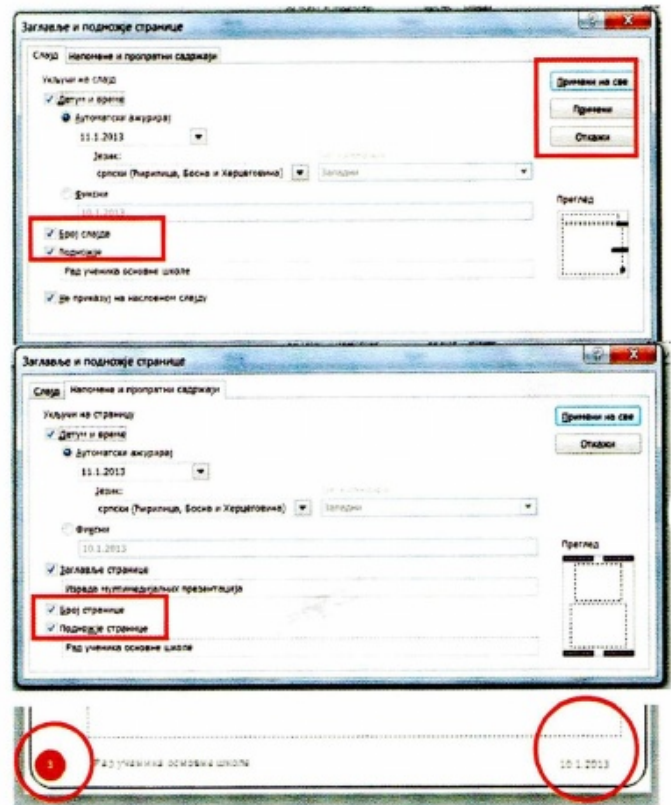 Заглавље и подножје странице
Слајд Напомене и пропратни садржаји
Укључи на слајд
Датум и време
Аутоматски ажурирај
11.1.2013
Језик:
српски (Ћирилица, Босна и Херцеговина) Западни
Фиксни
10.1.2013
Број слајда
Подножје
Рад ученика основне школе
Не приказуј на насловном слајду
Примени на све
Примени
Откажи
Преглед
Заглавље и подножје странице
Слајд Напомене и пропратни садржаји
Укључи на страницу
Датум и време
Аутоматски ажурирај
11.1.2013
Језик:
српски (Ћирилица, Босна и Херцеговина) Западни
Фиксни
10.1.2013
Заглавље странице
Израда мултимедијалних презентација
Број странице
Подножје странице
Рад ученика основне школе
Примени на све
Откажи
Преглед
3 Рад ученика основне школе 10.1.2013